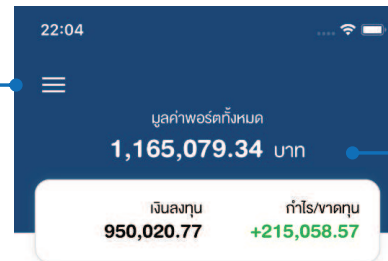 22:04
มูลค่าพอร์ตทั้งหมด
1,165,079.34 บาท
เงินลงทุน กำไร/ขาดทุน
950,020.77 +215,058.57